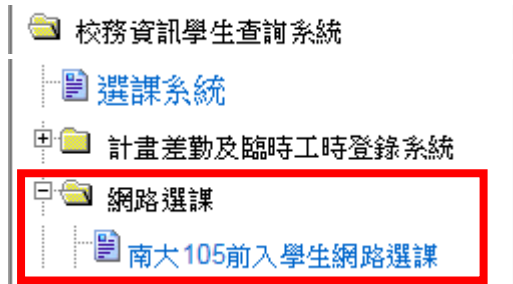 校務資訊學生查詢系統
選課系統
計畫差勤及臨時工時登錄系統
網路選課
南大105前入學生網路選課